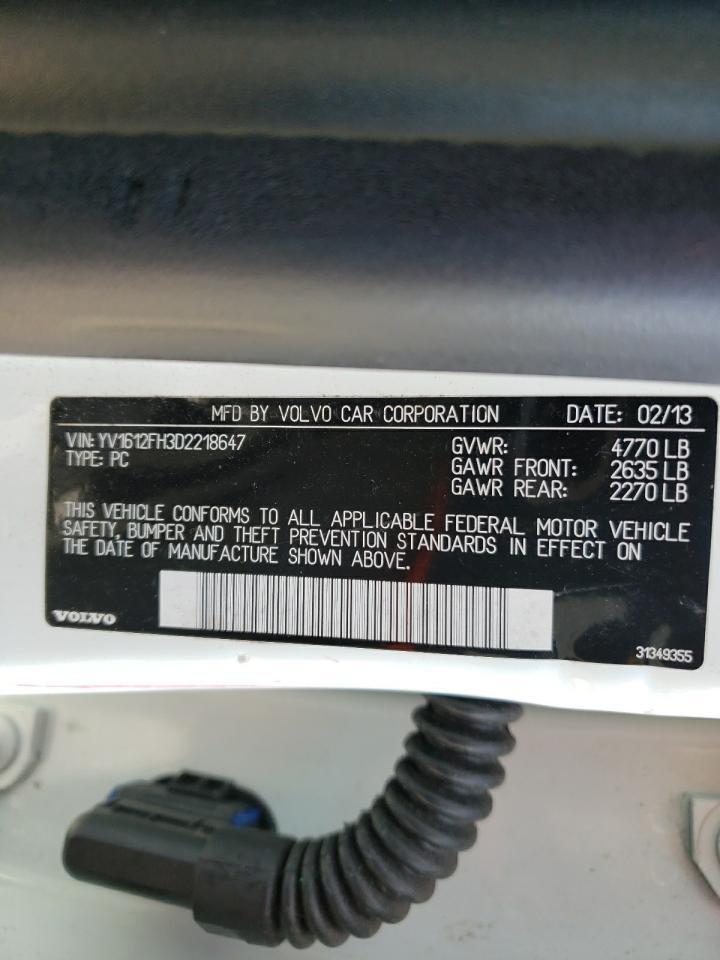 MFD BY VOLVO CAR CORPORATION DATE: 02/13
VIN: YV1612FH3D2218647
TYPE: PC
GVWR: 4770 LB
GAWR FRONT: 2635 LB
GAWR REAR: 2270 LB
THIS VEHICLE CONFORMS TO ALL APPLICABLE FEDERAL MOTOR VEHICLE
SAFETY, BUMPER AND THEFT PREVENTION STANDARDS IN EFFECT ON
THE DATE OF MANUFACTURE SHOWN ABOVE.
VOLVO
31349355